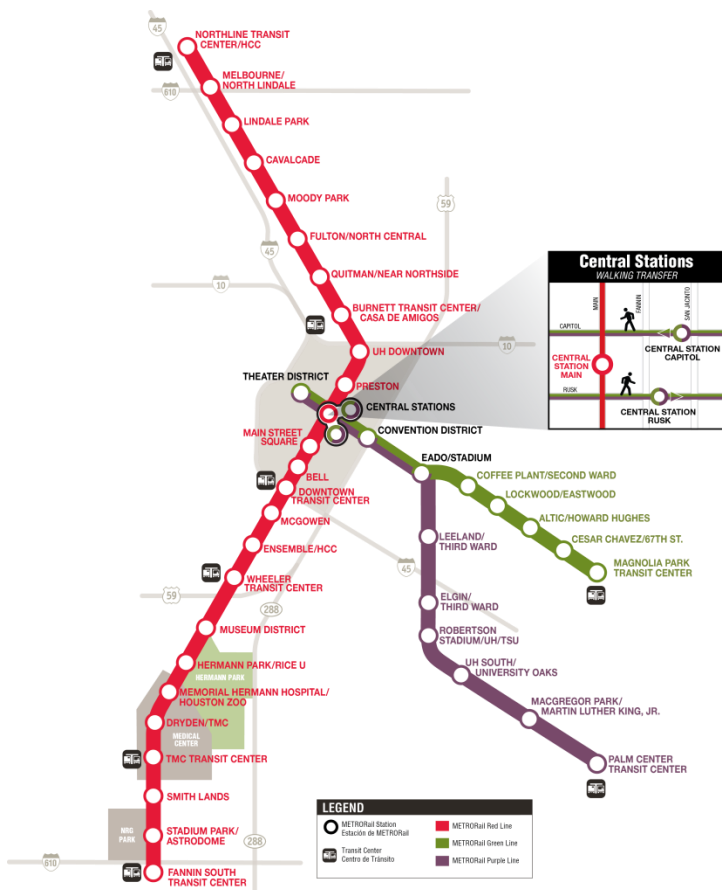 45
NORTHLINE TRANSIT
CENTER/HCC
610
MELBOURNE/
NORTH LINDALE
LINDALE PARK
CAVALCADE
MOODY PARK
59
FULTON/NORTH CENTRAL
45
QUITMAN/NEAR NORTHSIDE
10
BURNETT TRANSIT CENTER/
CASA DE AMIGOS
UH DOWNTOWN
10
THEATER DISTRICT
PRESTON
CENTRAL STATIONS
CONVENTION DISTRICT
MAIN STREET
SQUARE
BELL
DOWNTOWN
TRANSIT CENTER
MCGOWEN
ENSEMBLE/HCC
WHEELER
TRANSIT CENTER
59
288
45
MUSEUM DISTRICT
HERMANN PARK/RICE U
HERMANN PARK
MEMORIAL HERMANN HOSPITAL/
HOUSTON ZOO
DRYDEN/TMC
MEDICAL
CENTER
TMC TRANSIT CENTER
SMITH LANDS
NRG
PARK
STADIUM PARK/
ASTRODOME
288
610
FANNIN SOUTH
TRANSIT CENTER
EADO/STADIUM
COFFEE PLANT/SECOND WARD
LOCKWOOD/EASTWOOD
ALTIC/HOWARD HUGHES
CESAR CHAVEZ/67TH ST.
MAGNOLIA PARK
TRANSIT CENTER
LEELAND/
THIRD WARD
ELGIN/
THIRD WARD
ROBERTSON
STADIUM/UH/TSU
UH SOUTH/
UNIVERSITY OAKS
MACGREGOR PARK/
MARTIN LUTHER KING, JR.
PALM CENTER
TRANSIT CENTER
Central Stations
WALKING TRANSFER
MAIN
FANNIN
SAN JACINTO
CAPITOL
CENTRAL STATION
CAPITOL
CENTRAL
STATION
MAIN
RUSK
CENTRAL STATION
RUSK
LEGEND
METRORail Station
Estación de METRORail
Transit Center
Centro de Tránsito
METRORail Red Line
METRORail Green Line
METRORail Purple Line